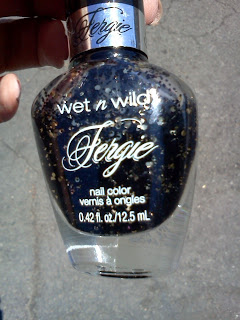 Fergie
wet n wild
Fergie
nail color
vernis à ongles
0.42 fl. oz./12.5 mL